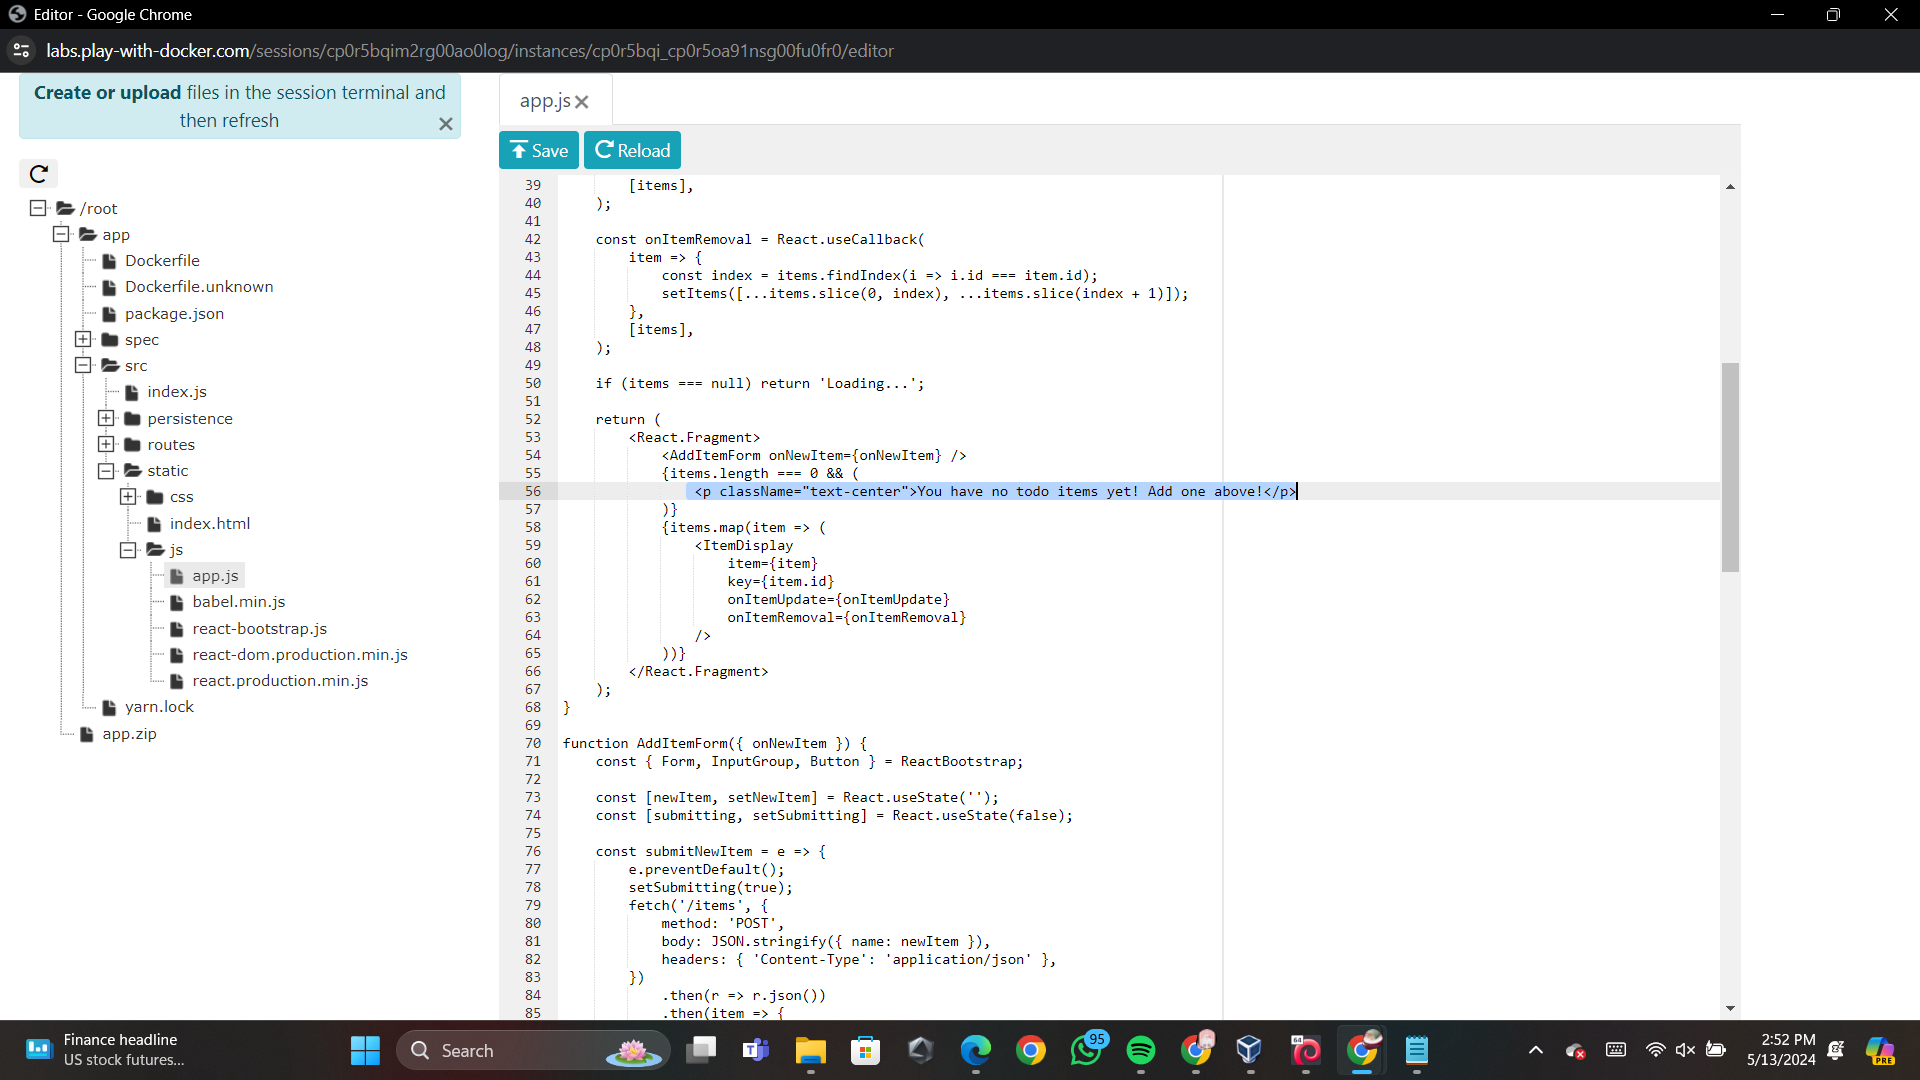 Editor - Google Chrome
labs.play-with-docker.com/sessions/cp0r5bqim2rg00ao0log/instances/cp0r5bqi_cp0r5oa91nsg00fu0fr0/editor
Create or upload files in the session terminal and
then refresh
/root
app
Dockerfile
Dockerfile.unknown
package.json
spec
src
index.js
persistence
routes
static
css
index.html
js
app.js
babel.min.js
react-bootstrap.js
react-dom.production.min.js
react.production.min.js
yarn.lock
app.zip
app.js
Save Reload
39 [items],
40 );
41
42 const onItemRemoval = React.useCallback(
43 item => {
44 const index = items.findIndex(i => i.id === item.id);
45 setItems([...items.slice(0, index), ...items.slice(index + 1)]);
46 },
47 [items],
48 );
49
50 if (items === null) return 'Loading...';
51
52 return (
53 <React.Fragment>
54 <AddItemForm onNewItem={onNewItem} />
55 {items.length === 0 && (
56 <p className="text-center">You have no todo items yet! Add one above!</p>
57 )}
58 {items.map(item => (
59 <ItemDisplay
60 item={item}
61 key={item.id}
62 onItemUpdate={onItemUpdate}
63 onItemRemoval={onItemRemoval}
64 />
65 ))}
66 </React.Fragment>
67 );
68 }
69
70 function AddItemForm({ onNewItem }) {
71 const { Form, InputGroup, Button } = ReactBootstrap;
72
73 const [newItem, setNewItem] = React.useState('');
74 const [submitting, setSubmitting] = React.useState(false);
75
76 const submitNewItem = e => {
77 e.preventDefault();
78 setSubmitting(true);
79 fetch('/items', {
80 method: 'POST',
81 body: JSON.stringify({ name: newItem }),
82 headers: { 'Content-Type': 'application/json' },
83 })
84 .then(r => r.json())
85 .then(item => {
Finance headline
US stock futures...
Search
95
64
2:52 PM
5/13/2024
PRE